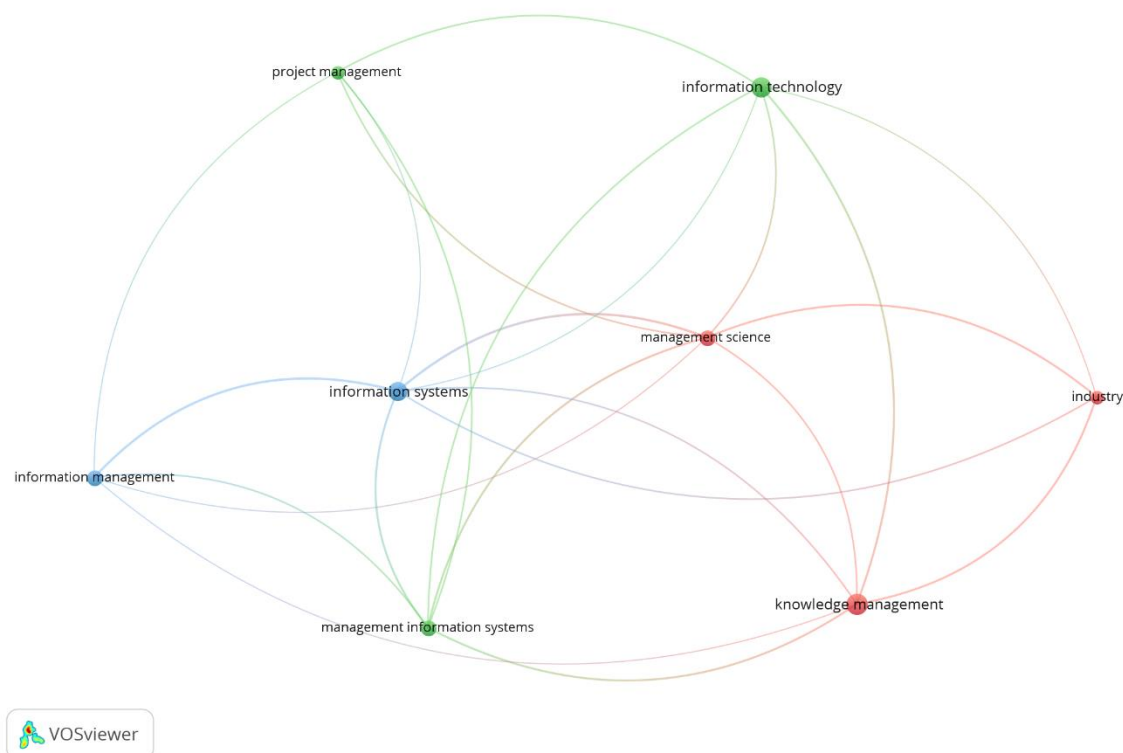 project management
information technology
management science
information systems
industry
information management
knowledge management
management information systems
VOSviewer